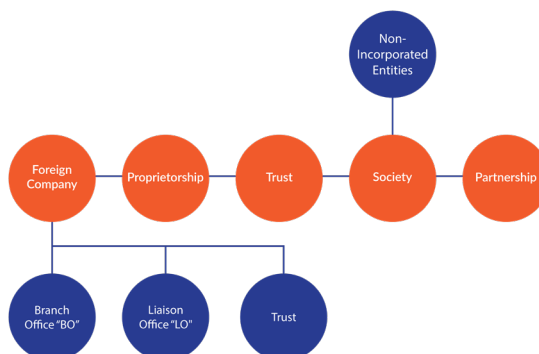 Non-
Incorporated
Entities
Foreign
Company
Proprietorship
Trust
Society
Partnership
Branch
Office "BO"
Liaison
Office "LO"
Trust